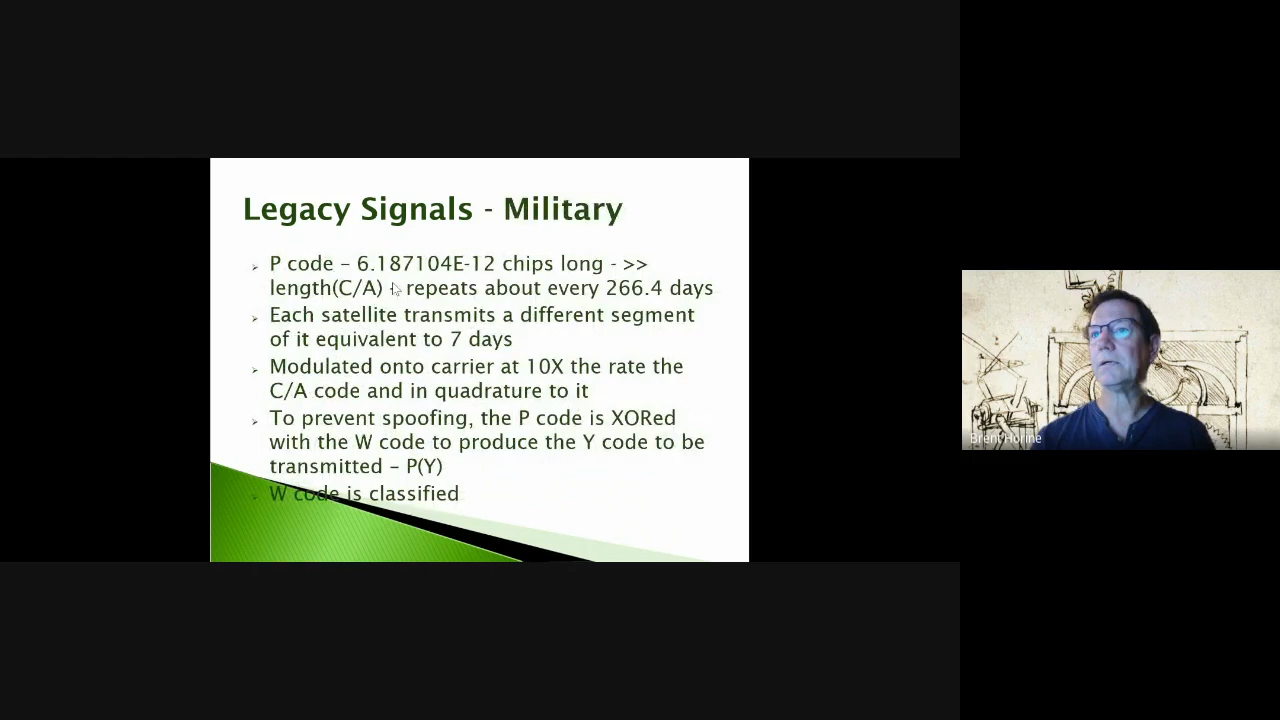 Legacy Signals - Military
P code – 6.187104E-12 chips long - >>
length(C/A) - repeats about every 266.4 days
Each satellite transmits a different segment
of it equivalent to 7 days
Modulated onto carrier at 10X the rate the
C/A code and in quadrature to it
To prevent spoofing, the P code is XORed
with the W code to produce the Y code to be
transmitted – P(Y)
W code is classified
Brent Horine